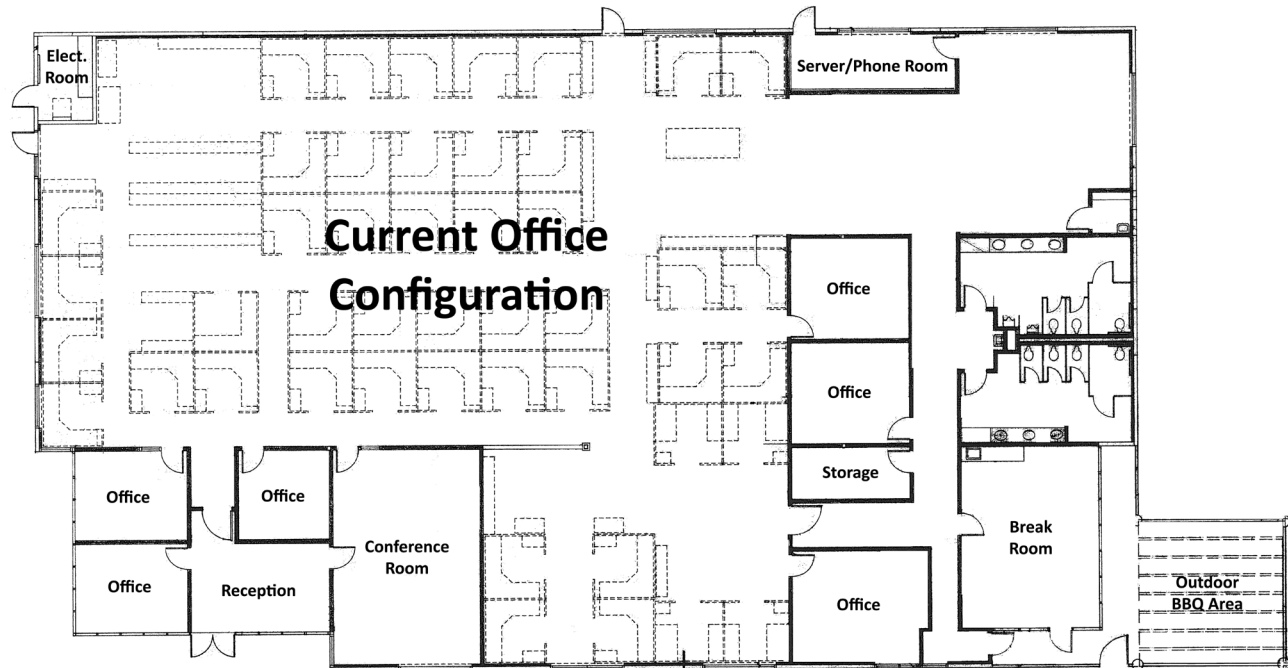 Elect.
Room
Server/Phone Room
Current Office
Configuration
Office
Office
Storage
Office
Office
Conference
Room
Break
Room
Office
Reception
Office
Outdoor
BBQ Area